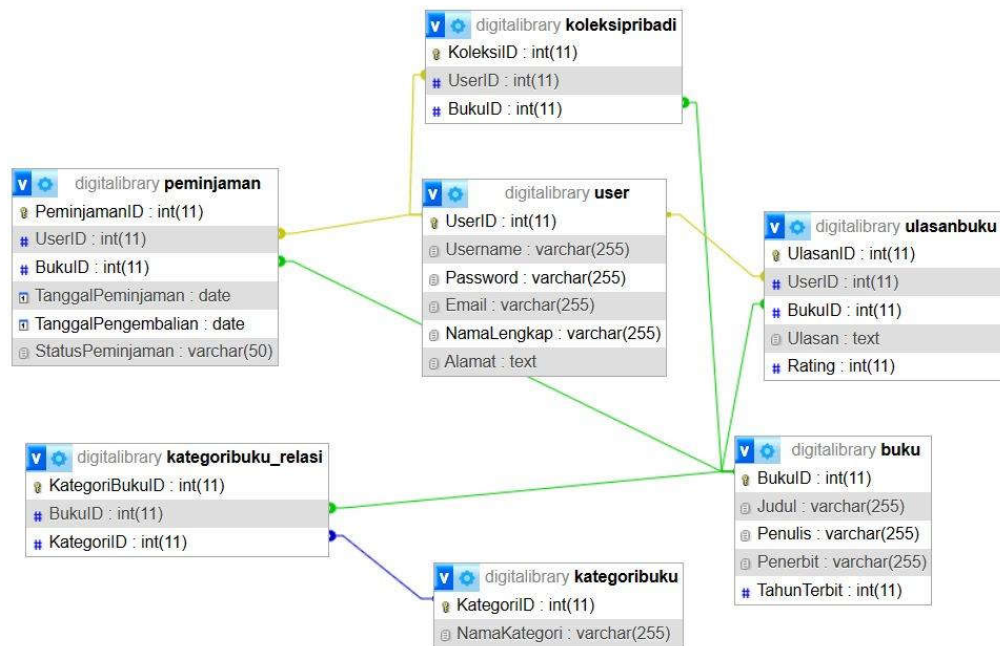 digitalibrary koleksipribadi
KoleksiID : int(11)
UserID : int(11)
BukuID : int(11)
digitalibrary peminjaman
PeminjamanID : int(11)
UserID : int(11)
BukuID : int(11)
TanggalPeminjaman : date
TanggalPengembalian : date
StatusPeminjaman : varchar(50)
digitalibrary user
UserID : int(11)
Username : varchar(255)
Password : varchar(255)
Email : varchar(255)
NamaLengkap : varchar(255)
Alamat : text
digitalibrary ulasanbuku
UlasanID : int(11)
UserID : int(11)
BukuID : int(11)
Ulasan : text
Rating : int(11)
digitalibrary kategoribuku_relasi
KategoriBukuID : int(11)
BukuID : int(11)
KategoriID : int(11)
digitalibrary kategoribuku
KategoriID : int(11)
NamaKategori : varchar(255)
digitalibrary buku
BukuID : int(11)
Judul : varchar(255)
Penulis : varchar(255)
Penerbit : varchar(255)
TahunTerbit : int(11)